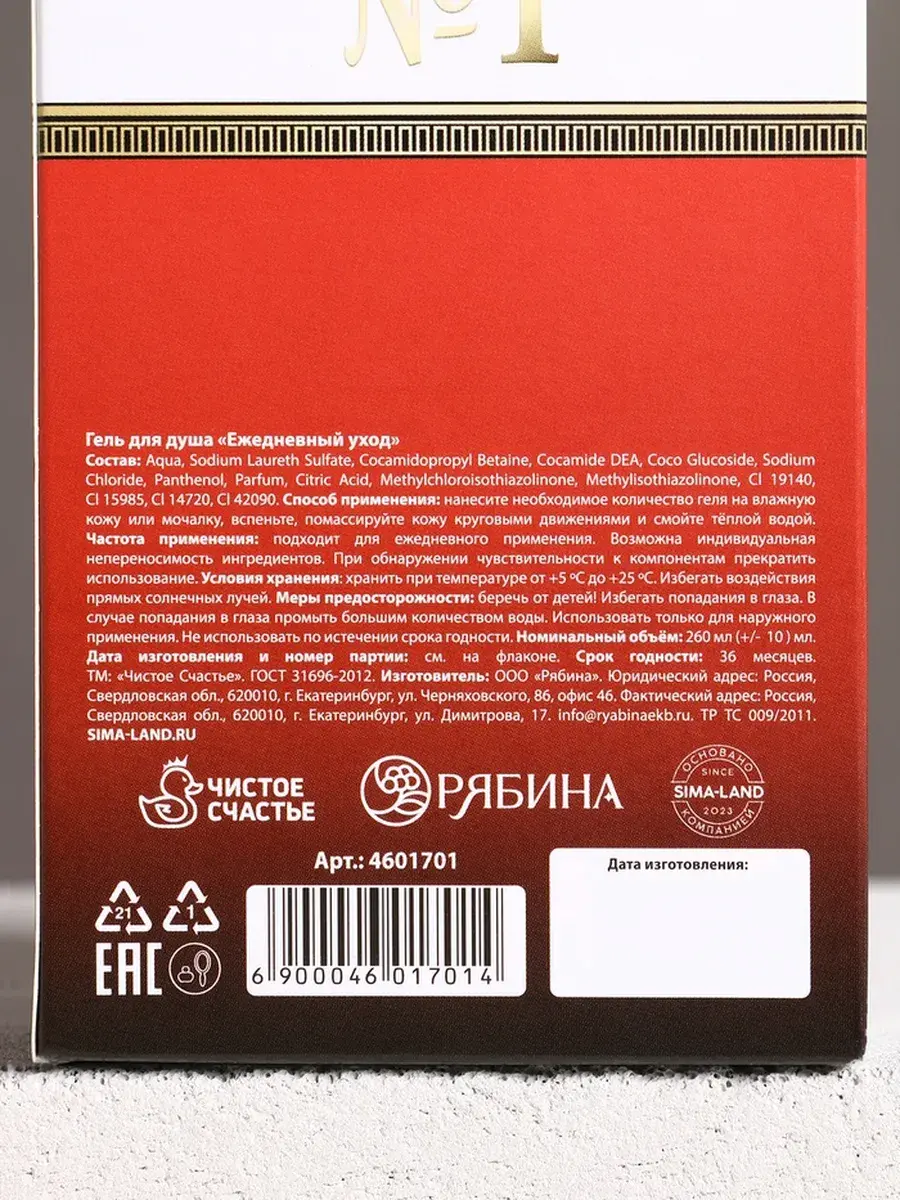 №1
Гель для душа «Ежедневный уход»
Состав: Aqua, Sodium Laureth Sulfate, Cocamidopropyl Betaine, Cocamide DEA, Coco Glucoside, Sodium
Chloride, Panthenol, Parfum, Citric Acid, Methylchloroisothiazolinone, Methylisothiazolinone, Cl 19140,
Cl 15985, Cl 14720, Cl 42090. Способ применения: нанесите необходимое количество геля на влажную
кожу или мочалку, вспеньте, помассируйте кожу круговыми движениями и смойте тёплой водой.
Частота применения: подходит для ежедневного применения. Возможна индивидуальная
непереносимость ингредиентов. При обнаружении чувствительности к компонентам прекратить
использование. Условия хранения: хранить при температуре от +5 ºС до +25 ºС. Избегать воздействия
прямых солнечных лучей. Меры предосторожности: беречь от детей! Избегать попадания в глаза. В
случае попадания в глаза промыть большим количеством воды. Использовать только для наружного
применения. Не использовать по истечении срока годности. Номинальный объём: 260 мл (+/- 10 ) мл.
Дата изготовления и номер партии: см. на флаконе. Срок годности: 36 месяцев.
ТМ: «Чистое Счастье». ГОСТ 31696-2012. Изготовитель: ООО «Рябина». Юридический адрес: Россия,
Свердловская обл., 620010, г. Екатеринбург, ул. Черняховского, 86, офис 46. Фактический адрес: Россия,
Свердловская обл., 620010, г. Екатеринбург, ул. Димитрова, 17. info@ryabinaekb.ru. ТР ТС 009/2011.
SIMA-LAND.RU
ЧИСТОЕ
СЧАСТЬЕ
РЯБИНА
ОСНОВАНО
SINCE
SIMA-LAND
2023
КОМПАНИЕЙ
Арт.: 4601701
Дата изготовления:
21
1
EAC
6 900046 017014